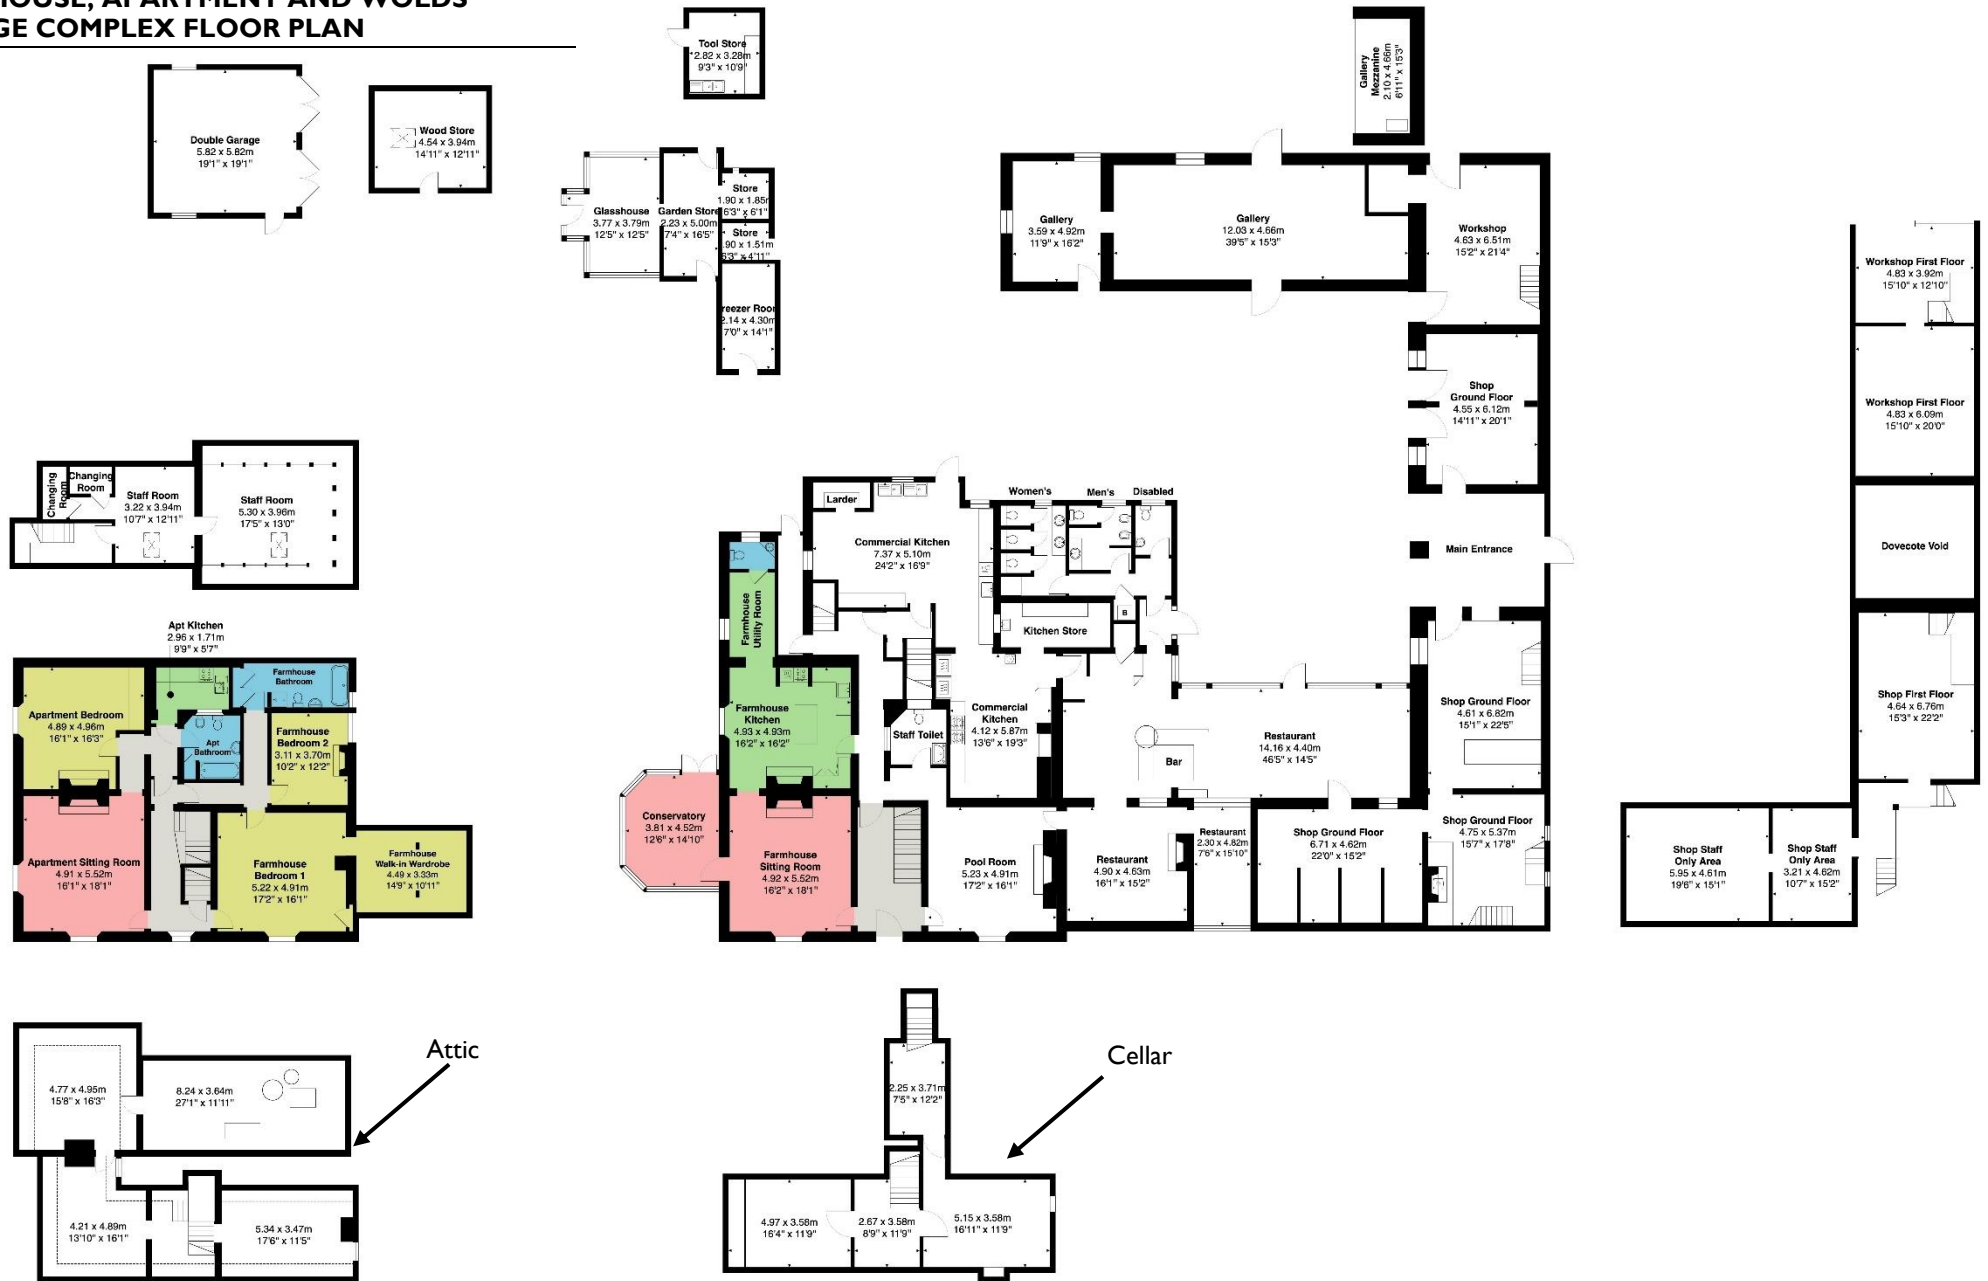 HOUSE, APARTMENT AND WOLDS
GE COMPLEX FLOOR PLAN
Tool Store
2.82 x 3.28m
9'3" x 10'9"
Gallery
Mezzanine
2.10 x 4.66m
6'11" x 15'3"
Double Garage
5.82 x 5.82m
19'1" x 19'1"
Wood Store
4.54 x 3.94m
14'11" x 12'11"
Glasshouse
3.77 x 3.79m
12'5" x 12'5"
Garden Store
2.23 x 5.00m
7'4" x 16'5"
Store
1.90 x 1.85m
6'3" x 6'1"
Store
.90 x 1.51m
6'3" x 4'11"
reezer Room
2.14 x 4.30m
7'0" x 14'1"
Gallery
3.59 x 4.92m
11'9" x 16'2"
Gallery
12.03 x 4.66m
39'5" x 15'3"
Workshop
4.63 x 6.51m
15'2" x 21'4"
Workshop First Floor
4.83 x 3.92m
15'10" x 12'10"
Shop
Ground Floor
4.55 x 6.12m
14'11" x 20'1"
Workshop First Floor
4.83 x 6.09m
15'10" x 20'0"
Changing
Room
Changing
Room
Staff Room
3.22 x 3.94m
10'7" x 12'11"
Staff Room
5.30 x 3.96m
17'5" x 13'0"
Larder
Women's
Men's
Disabled
Commercial Kitchen
7.37 x 5.10m
24'2" x 16'9"
Main Entrance
Dovecote Void
Farmhouse
Utility Room
Kitchen Store
B
Apt Kitchen
2.96 x 1.71m
9'9" x 5'7"
Farmhouse
Bathroom
Apartment Bedroom
4.89 x 4.96m
16'1" x 16'3"
Apt
Bathroom
Farmhouse
Bedroom 2
3.11 x 3.70m
10'2" x 12'2"
Farmhouse
Kitchen
4.93 x 4.93m
16'2" x 16'2"
Staff Toilet
Commercial
Kitchen
4.12 x 5.87m
13'6" x 19'3"
Bar
Restaurant
14.16 x 4.40m
46'5" x 14'5"
Shop Ground Floor
4.61 x 6.82m
15'1" x 22'5"
Shop First Floor
4.64 x 6.76m
15'3" x 22'2"
Apartment Sitting Room
4.91 x 5.52m
16'1" x 18'1"
Farmhouse
Bedroom 1
5.22 x 4.91m
17'2" x 16'1"
Farmhouse
Walk-in Wardrobe
4.49 x 3.33m
14'9" x 10'11"
Conservatory
3.81 x 4.52m
12'6" x 14'10"
Farmhouse
Sitting Room
4.92 x 5.52m
16'2" x 18'1"
Pool Room
5.23 x 4.91m
17'2" x 16'1"
Restaurant
4.90 x 4.63m
16'1" x 15'2"
Restaurant
2.30 x 4.82m
7'6" x 15'10"
Shop Ground Floor
6.71 x 4.62m
22'0" x 15'2"
Shop Ground Floor
4.75 x 5.37m
15'7" x 17'8"
Shop Staff
Only Area
5.95 x 4.61m
19'6" x 15'1"
Shop Staff
Only Area
3.21 x 4.62m
10'7" x 15'2"
Attic
4.77 x 4.95m
15'8" x 16'3"
8.24 x 3.64m
27'1" x 11'11"
4.21 x 4.89m
13'10" x 16'1"
5.34 x 3.47m
17'6" x 11'5"
Cellar
2.25 x 3.71m
7'5" x 12'2"
4.97 x 3.58m
16'4" x 11'9"
2.67 x 3.58m
8'9" x 11'9"
5.15 x 3.58m
16'11" x 11'9"